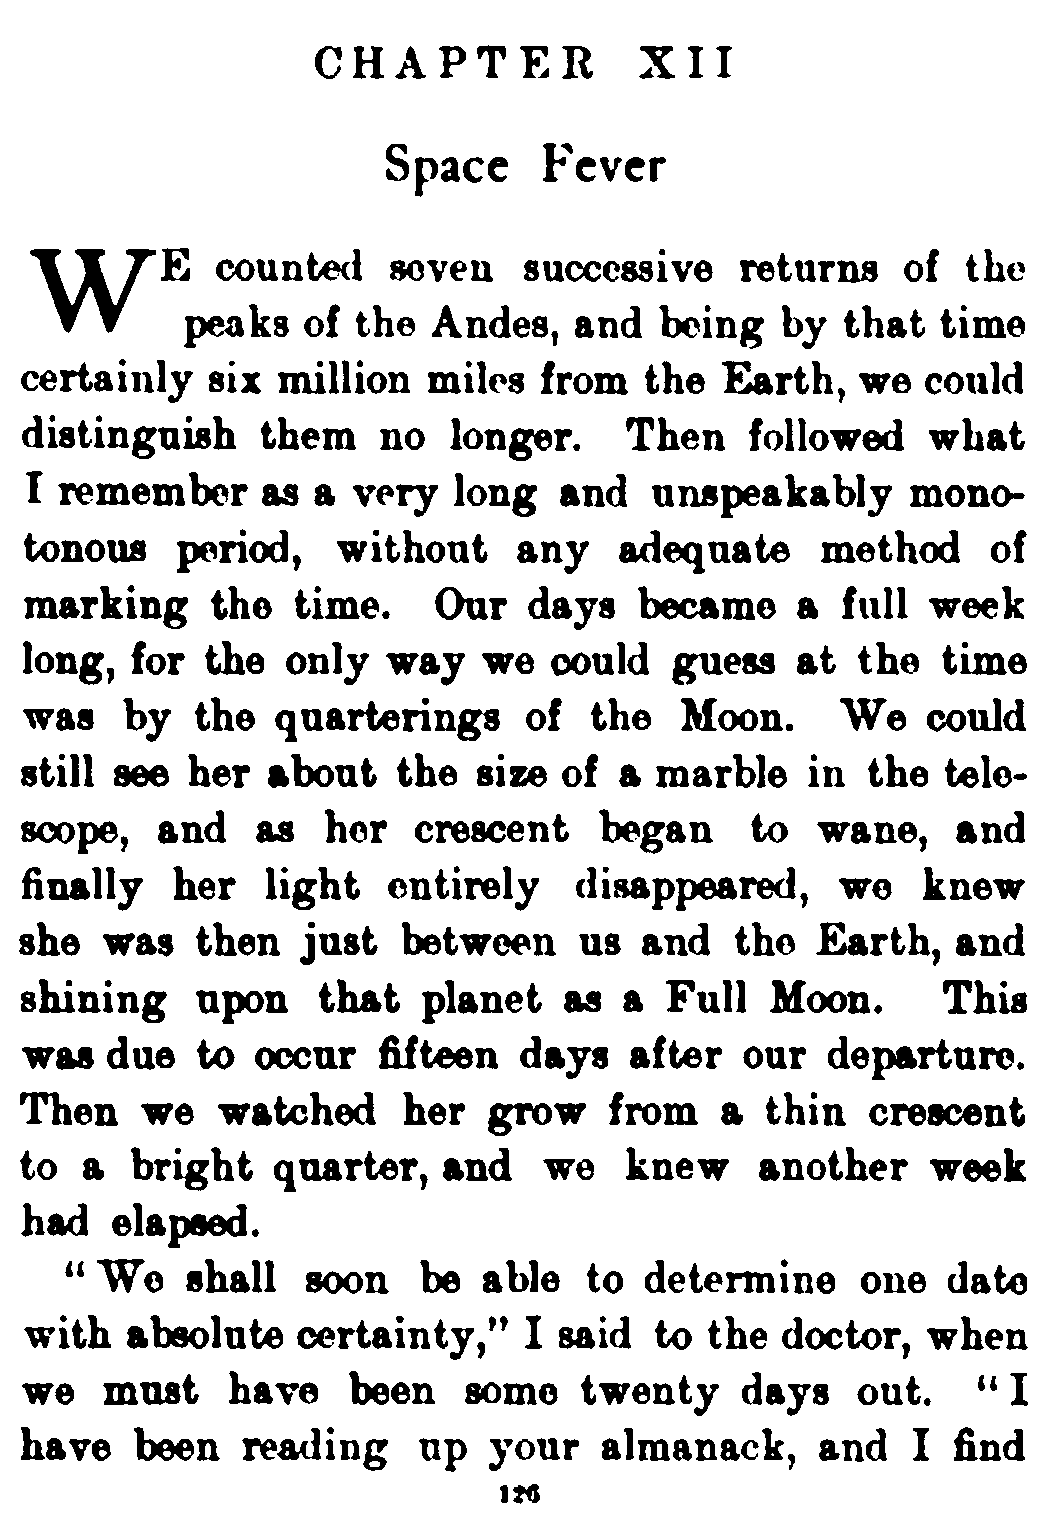 CHAPTER XII
Space Fever
WE counted seven successive returns of the
peaks of the Andes, and being by that time
certainly six million miles from the Earth, we could
distinguish them no longer. Then followed what
I remember as a very long and unspeakably mono-
tonous period, without any adequate method of
marking the time. Our days became a full week
long, for the only way we could guess at the time
was by the quarterings of the Moon. We could
still see her about the size of a marble in the tele-
scope, and as her crescent began to wane, and
finally her light entirely disappeared, we knew
she was then just between us and the Earth, and
shining upon that planet as a Full Moon. This
was due to occur fifteen days after our departure.
Then we watched her grow from a thin crescent
to a bright quarter, and we knew another week
had elapsed.
“ We shall soon be able to determine one date
with absolute certainty,” I said to the doctor, when
we must have been some twenty days out. “ I
have been reading up your almanack, and I find
126